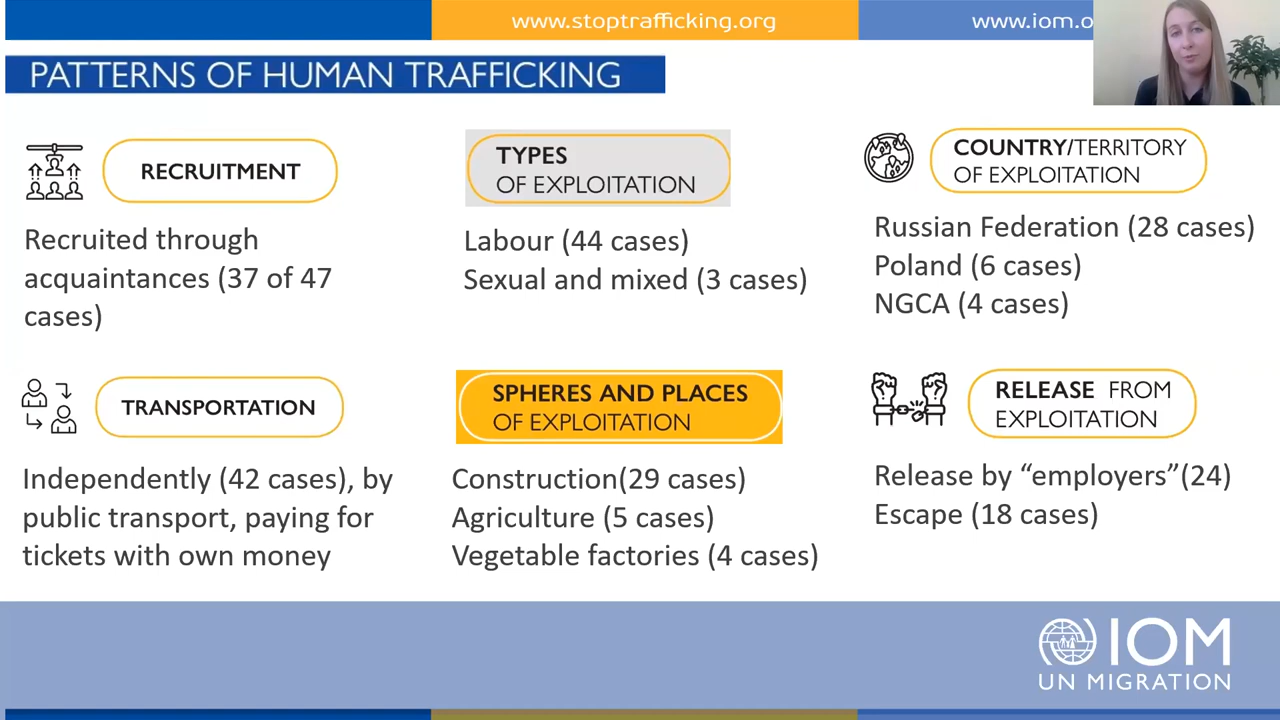 www.stoptrafficking.org
www.iom.o
PATTERNS OF HUMAN TRAFFICKING
RECRUITMENT
Recruited through
acquaintances (37 of 47
cases)
TYPES
OF EXPLOITATION
Labour (44 cases)
Sexual and mixed (3 cases)
COUNTRY/TERRITORY
OF EXPLOITATION
Russian Federation (28 cases)
Poland (6 cases)
NGCA (4 cases)
TRANSPORTATION
Independently (42 cases), by
public transport, paying for
tickets with own money
SPHERES AND PLACES
OF EXPLOITATION
Construction(29 cases)
Agriculture (5 cases)
Vegetable factories (4 cases)
RELEASE FROM
EXPLOITATION
Release by “employers”(24)
Escape (18 cases)
IOM
UN MIGRATION